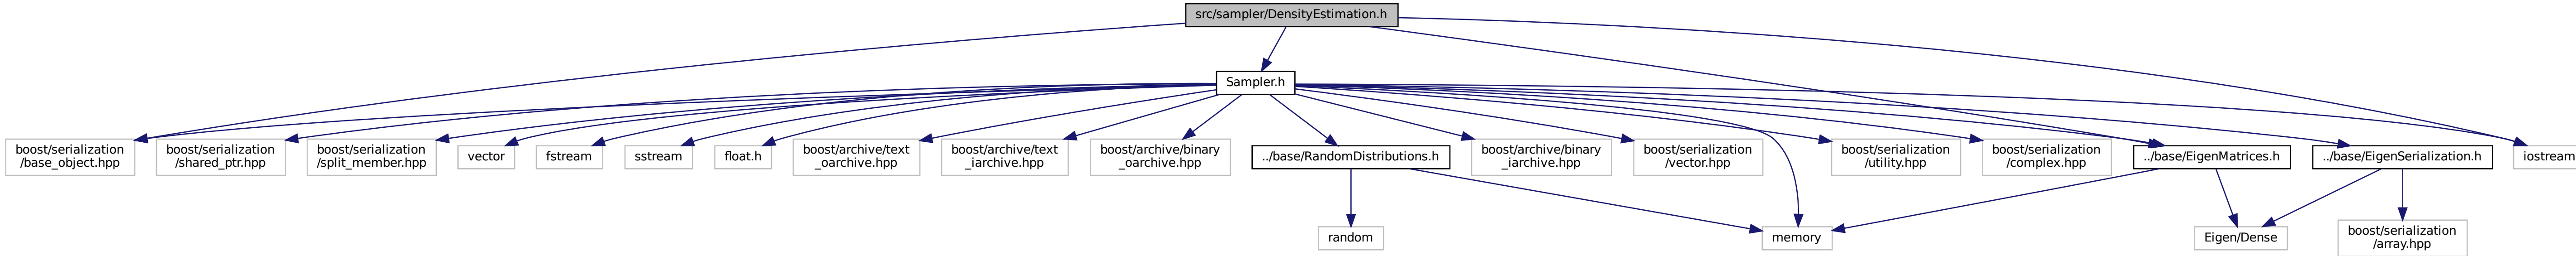 src/sampler/DensityEstimation.h
Sampler.h
boost/serialization
/base_object.hpp
boost/serialization
/shared_ptr.hpp
boost/serialization
/split_member.hpp
vector
fstream
sstream
float.h
boost/archive/text
_oarchive.hpp
boost/archive/text
_iarchive.hpp
boost/archive/binary
_oarchive.hpp
../base/RandomDistributions.h
boost/archive/binary
_iarchive.hpp
boost/serialization
/vector.hpp
boost/serialization
/utility.hpp
boost/serialization
/complex.hpp
../base/EigenMatrices.h
../base/EigenSerialization.h
iostream
random
memory
Eigen/Dense
boost/serialization
/array.hpp